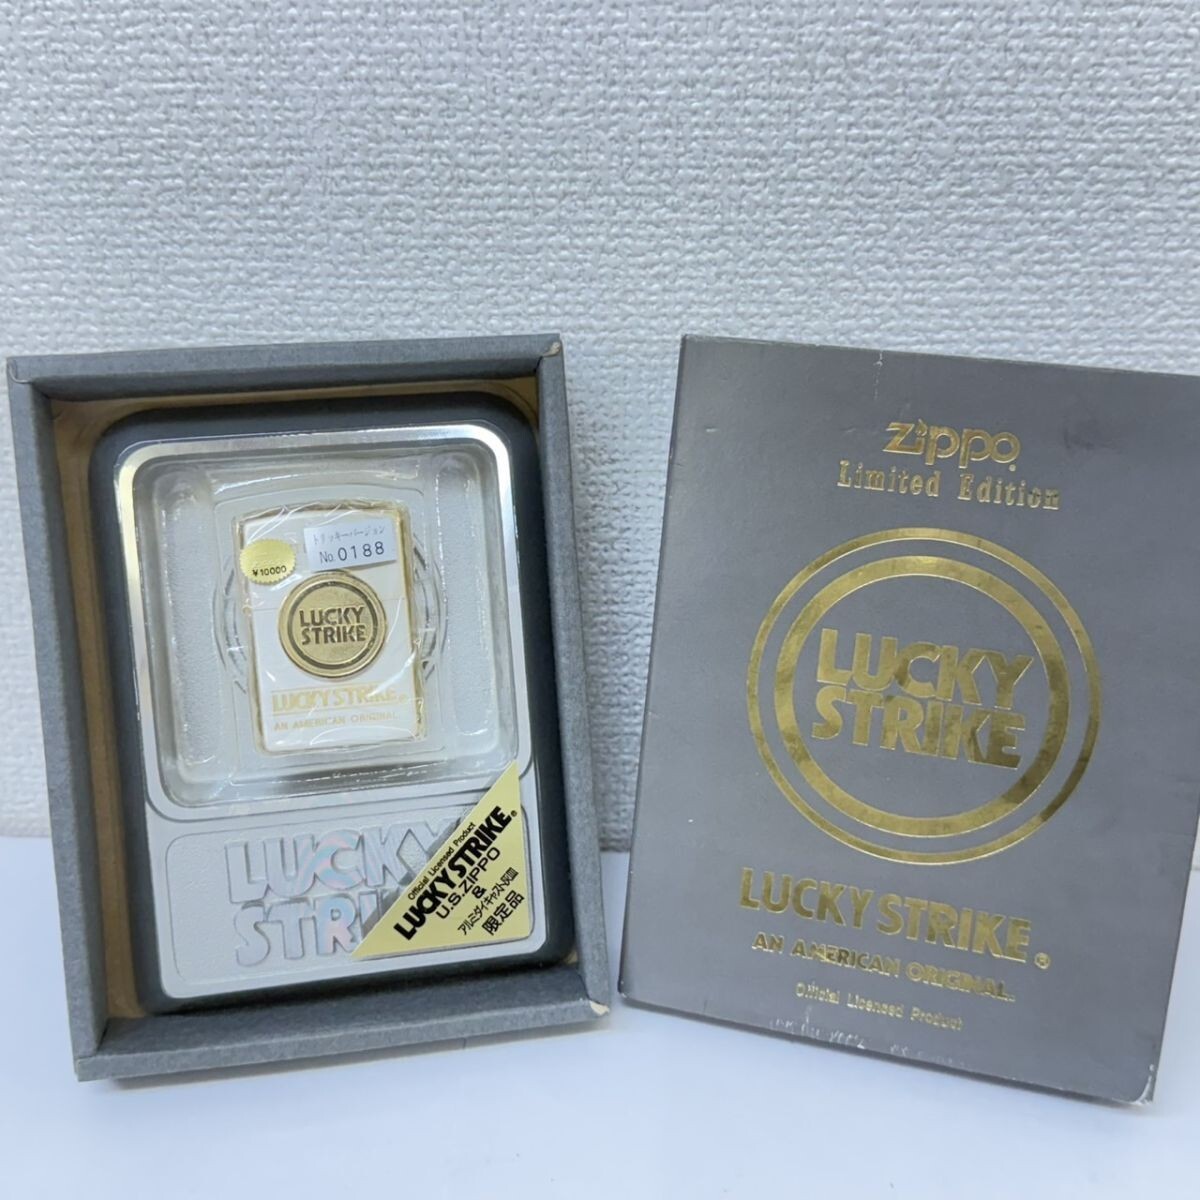 トリッキーバージョン
No.0188
¥10000
LUCKY
STRIKE
LUCKY STRIKE®
AN AMERICAN ORIGINAL.
LUCKY
STRI
Official Licensed Product
LUCKY STRIKE®
U.S.ZIPPO
&
アルミダイキャスト灰皿
限定品
Zippo
Limited Edition
LUCKY
STRIKE
LUCKY STRIKE®
AN AMERICAN ORIGINAL.
Official Licensed Product